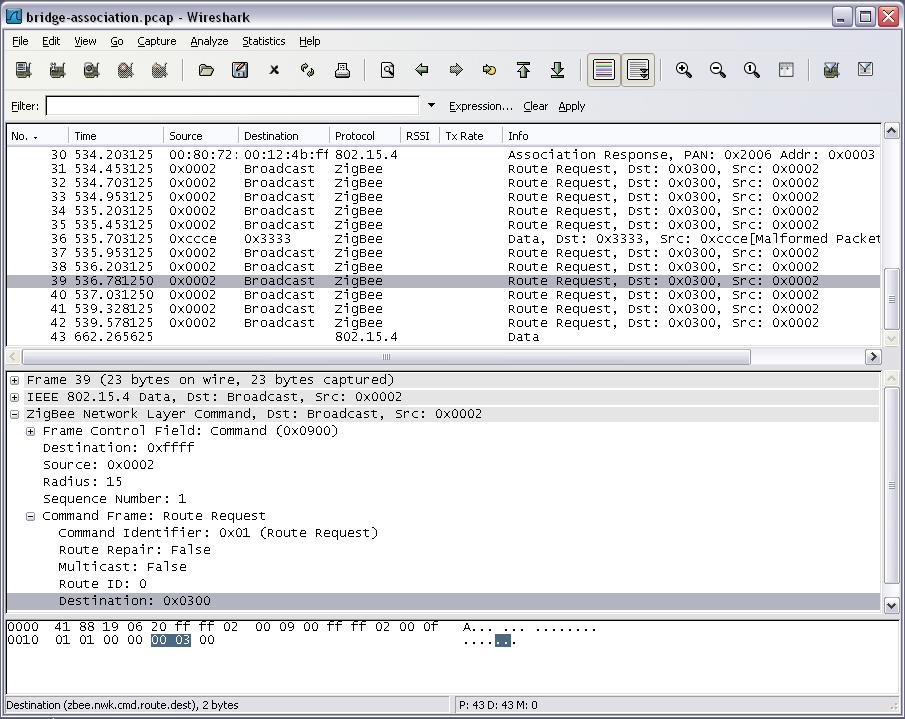 bridge-association.pcap - Wireshark
File Edit View Go Capture Analyze Statistics Help
Filter: Expression... Clear Apply
No. Time Source Destination Protocol RSSI Tx Rate Info
30 534.203125 00:80:72: 00:12:4b:ff 802.15.4 Association Response, PAN: 0x2006 Addr: 0x0003
31 534.453125 0x0002 Broadcast ZigBee Route Request, Dst: 0x0300, Src: 0x0002
32 534.703125 0x0002 Broadcast ZigBee Route Request, Dst: 0x0300, Src: 0x0002
33 534.953125 0x0002 Broadcast ZigBee Route Request, Dst: 0x0300, Src: 0x0002
34 535.203125 0x0002 Broadcast ZigBee Route Request, Dst: 0x0300, Src: 0x0002
35 535.453125 0x0002 Broadcast ZigBee Route Request, Dst: 0x0300, Src: 0x0002
36 535.703125 0xccce 0x3333 ZigBee Data, Dst: 0x3333, Src: 0xccce[Malformed Packet
37 535.953125 0x0002 Broadcast ZigBee Route Request, Dst: 0x0300, Src: 0x0002
38 536.203125 0x0002 Broadcast ZigBee Route Request, Dst: 0x0300, Src: 0x0002
39 536.781250 0x0002 Broadcast ZigBee Route Request, Dst: 0x0300, Src: 0x0002
40 537.031250 0x0002 Broadcast ZigBee Route Request, Dst: 0x0300, Src: 0x0002
41 539.328125 0x0002 Broadcast ZigBee Route Request, Dst: 0x0300, Src: 0x0002
42 539.578125 0x0002 Broadcast ZigBee Route Request, Dst: 0x0300, Src: 0x0002
43 662.265625 802.15.4 Data
Frame 39 (23 bytes on wire, 23 bytes captured)
IEEE 802.15.4 Data, Dst: Broadcast, Src: 0x0002
ZigBee Network Layer Command, Dst: Broadcast, Src: 0x0002
Frame Control Field: Command (0x0900)
Destination: 0xffff
Source: 0x0002
Radius: 15
Sequence Number: 1
Command Frame: Route Request
Command Identifier: 0x01 (Route Request)
Route Repair: False
Multicast: False
Route ID: 0
Destination: 0x0300
0000 41 88 19 06 20 ff ff 02 00 09 00 ff ff 02 00 0f A... ... ........
0010 01 01 00 00 00 03 00 .......
Destination (zbee.nwk.cmd.route.dest), 2 bytes P: 43 D: 43 M: 0